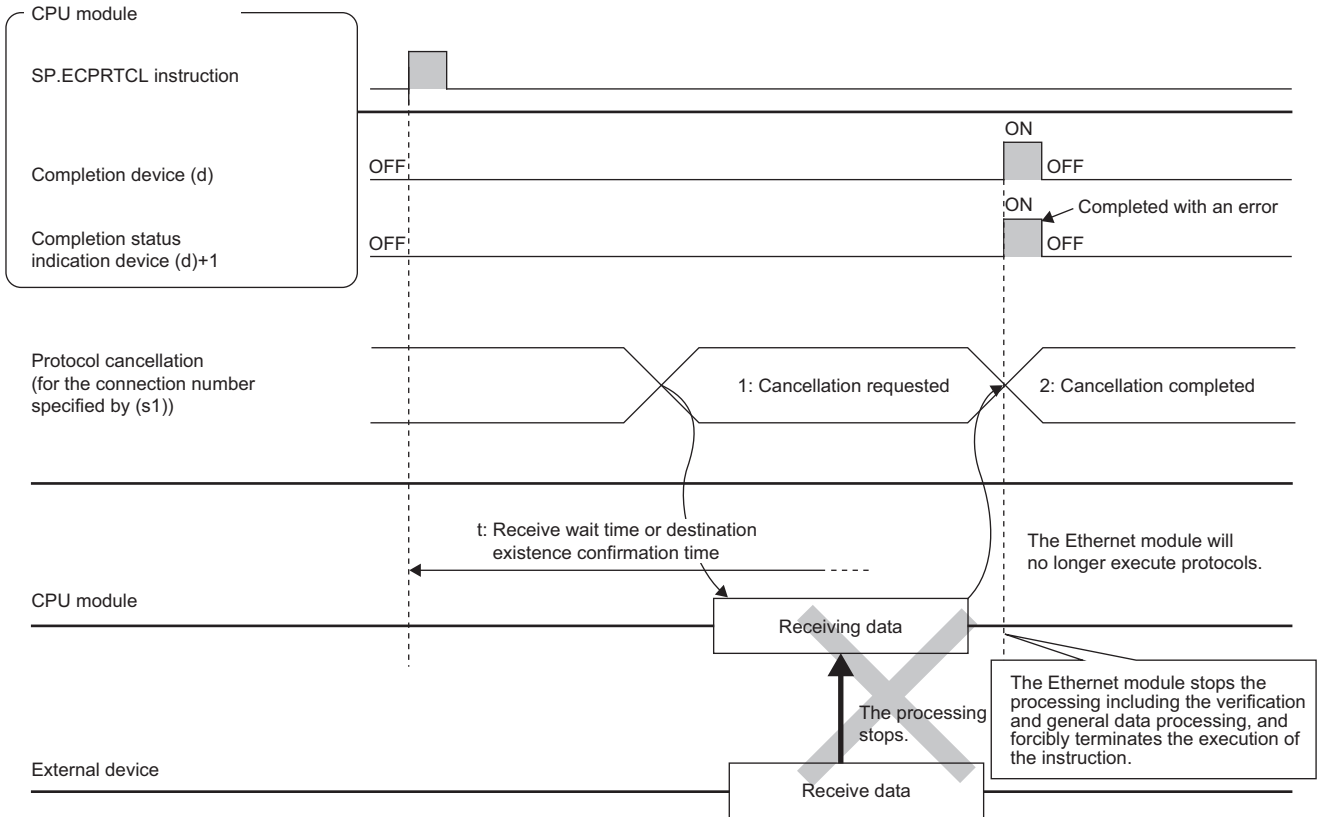 CPU module
SP.ECPRTCL instruction
ON
Completion device (d)
OFF
OFF
ON
Completed with an error
Completion status
indication device (d)+1
OFF
OFF
Protocol cancellation
(for the connection number
specified by (s1))
1: Cancellation requested
2: Cancellation completed
t: Receive wait time or destination
existence confirmation time
The Ethernet module will
no longer execute protocols.
CPU module
Receiving data
The Ethernet module stops the
processing including the verification
and general data processing, and
forcibly terminates the execution of
the instruction.
The processing
stops.
External device
Receive data